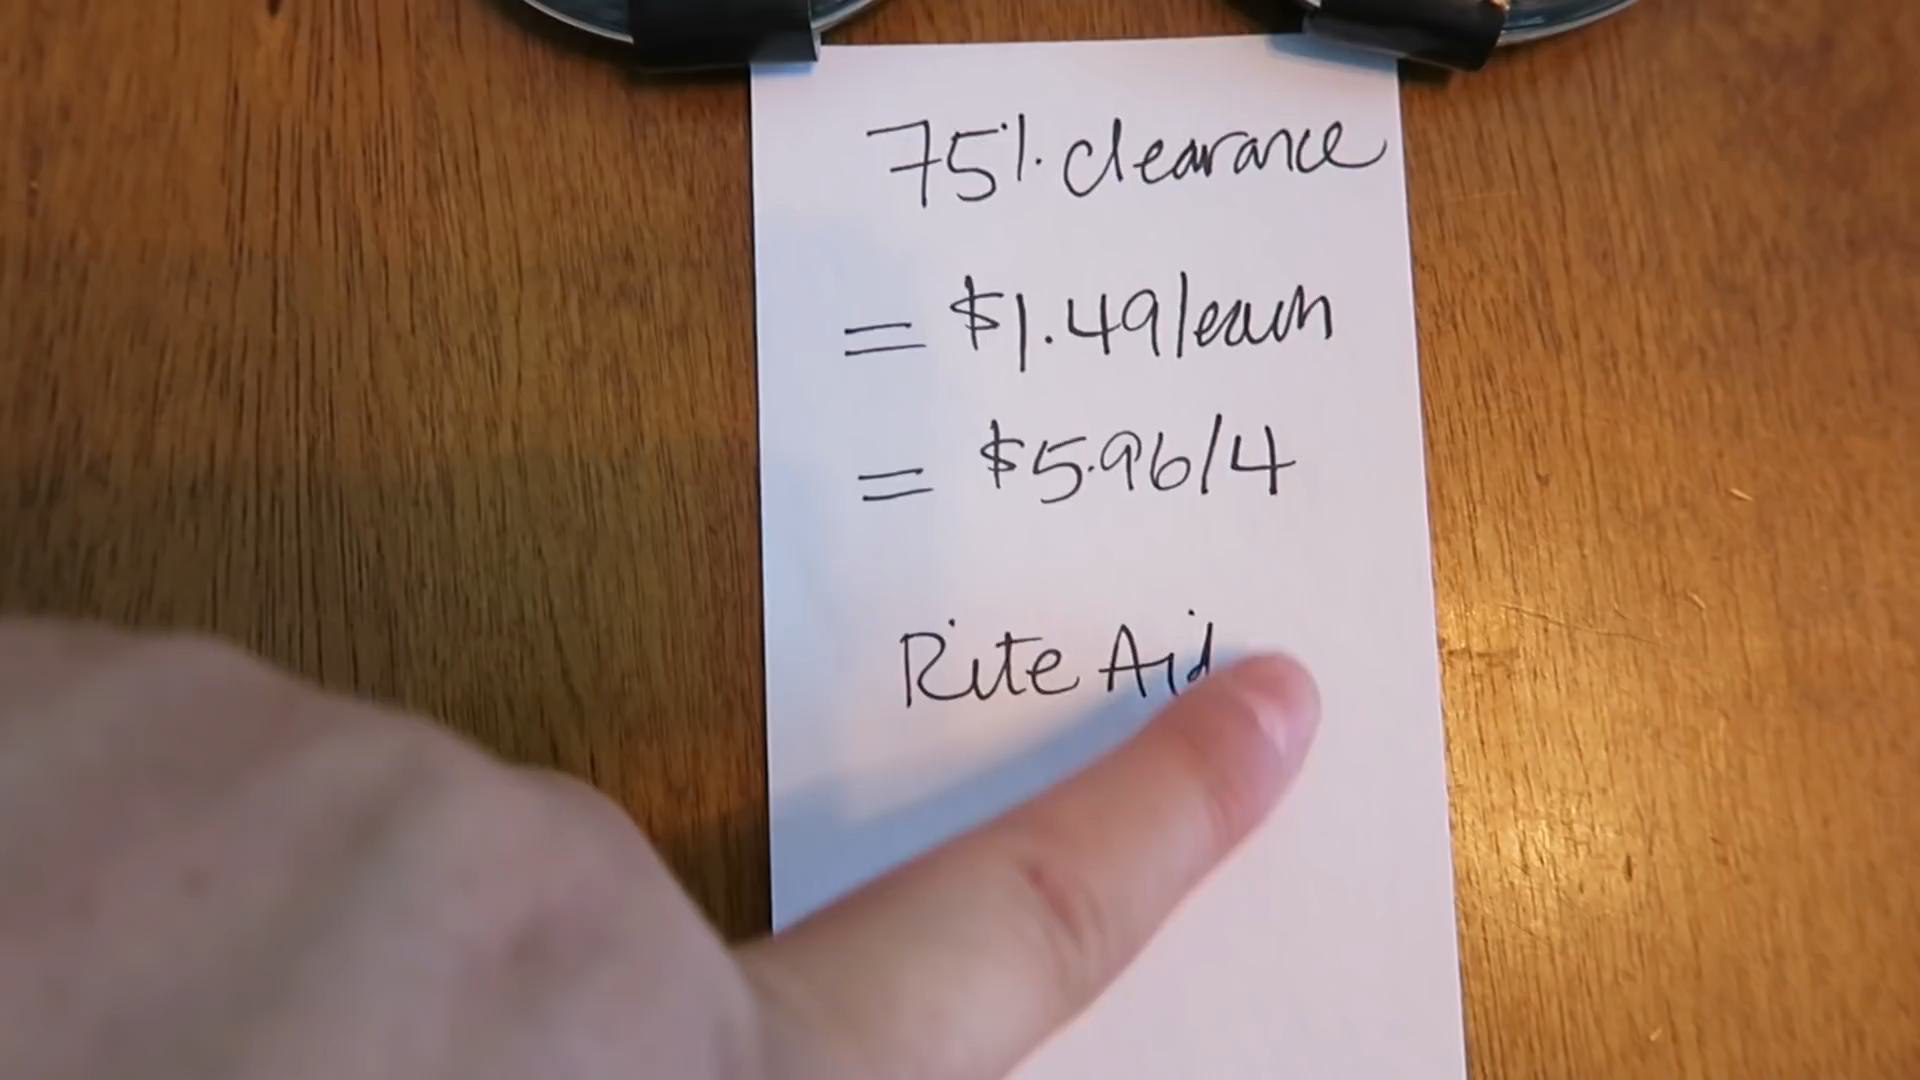 75% clearance
= $1.49/each
= $5.96/4
Rite Aid